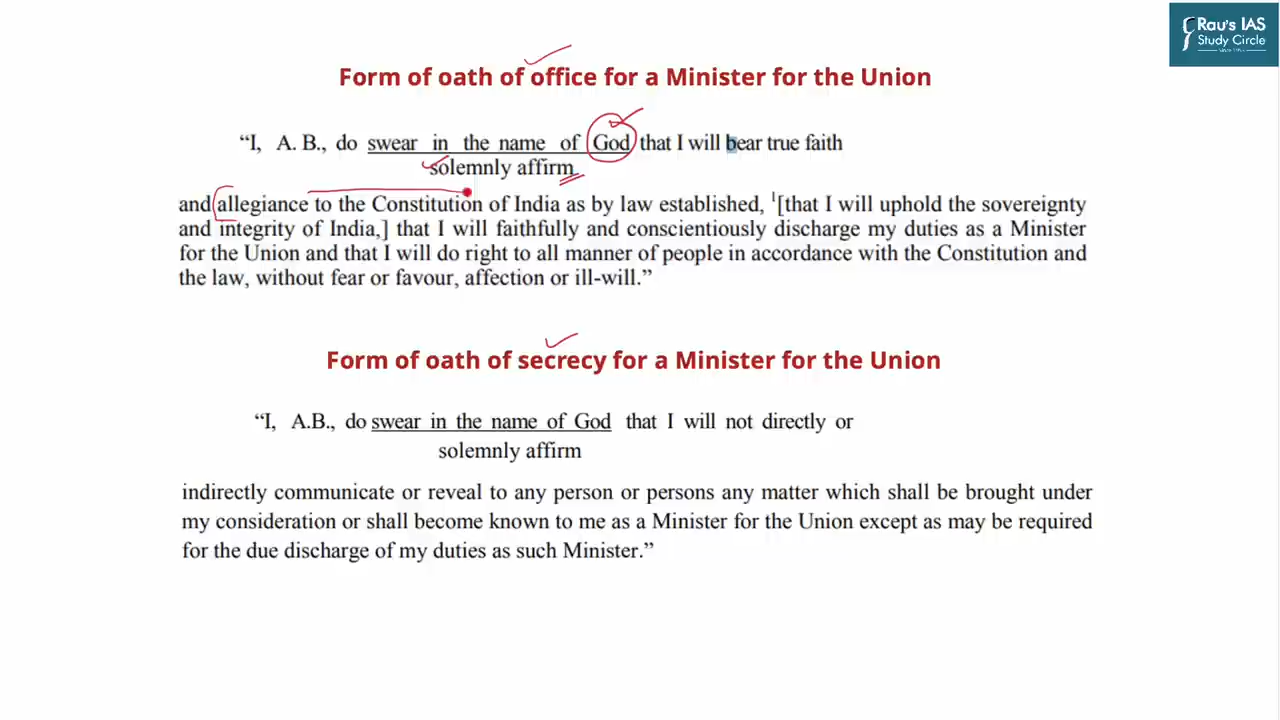 Rau's IAS
Study Circle
Form of oath of office for a Minister for the Union
“I, A. B., do swear in the name of God that I will bear true faith
solemnly affirm
and allegiance to the Constitution of India as by law established, 1[that I will uphold the sovereignty
and integrity of India,] that I will faithfully and conscientiously discharge my duties as a Minister
for the Union and that I will do right to all manner of people in accordance with the Constitution and
the law, without fear or favour, affection or ill-will.”
Form of oath of secrecy for a Minister for the Union
“I, A.B., do swear in the name of God that I will not directly or
solemnly affirm
indirectly communicate or reveal to any person or persons any matter which shall be brought under
my consideration or shall become known to me as a Minister for the Union except as may be required
for the due discharge of my duties as such Minister.”